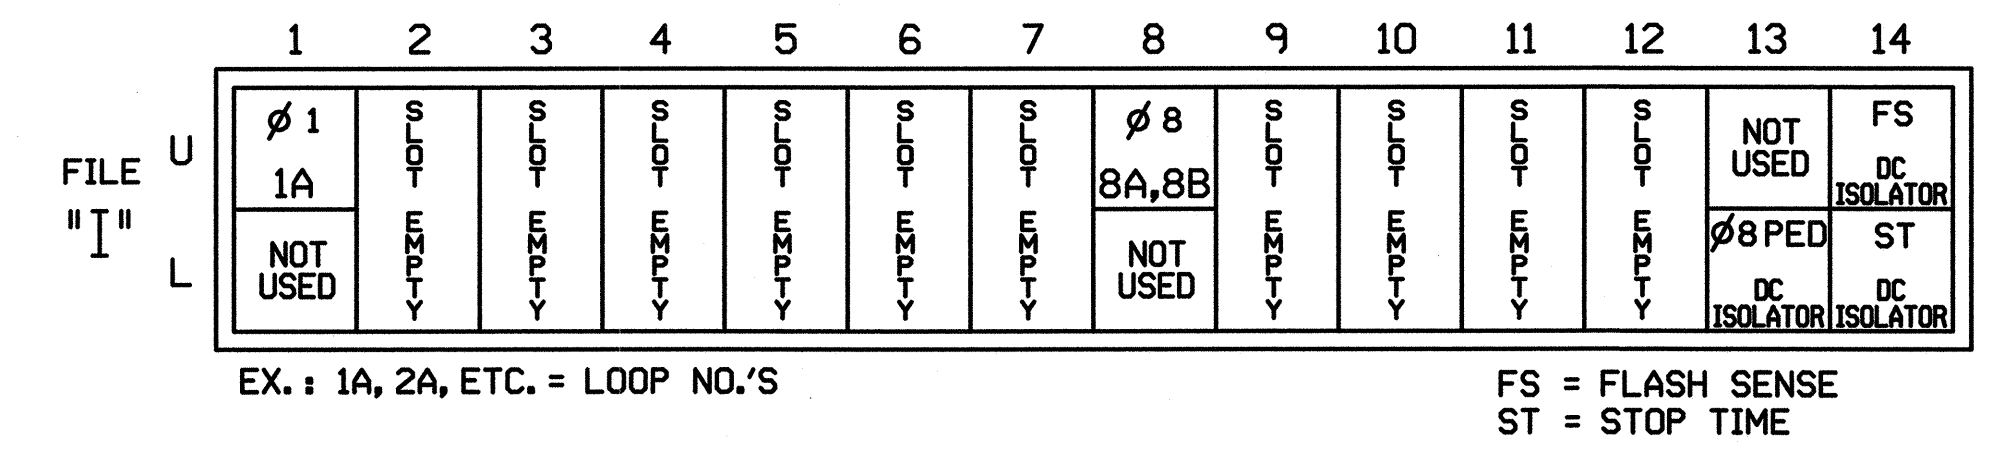 1 2 3 4 5 6 7 8 9 10 11 12 13 14
FILE "I"
U
L
Ø 1
1A
NOT USED
SLOT EMPTY
SLOT EMPTY
SLOT EMPTY
SLOT EMPTY
SLOT EMPTY
SLOT EMPTY
Ø 8
8A,8B
NOT USED
SLOT EMPTY
SLOT EMPTY
SLOT EMPTY
SLOT EMPTY
NOT USED
Ø8 PED
DC ISOLATOR
FS
DC ISOLATOR
ST
DC ISOLATOR
EX.: 1A, 2A, ETC. = LOOP NO.'S
FS = FLASH SENSE
ST = STOP TIME